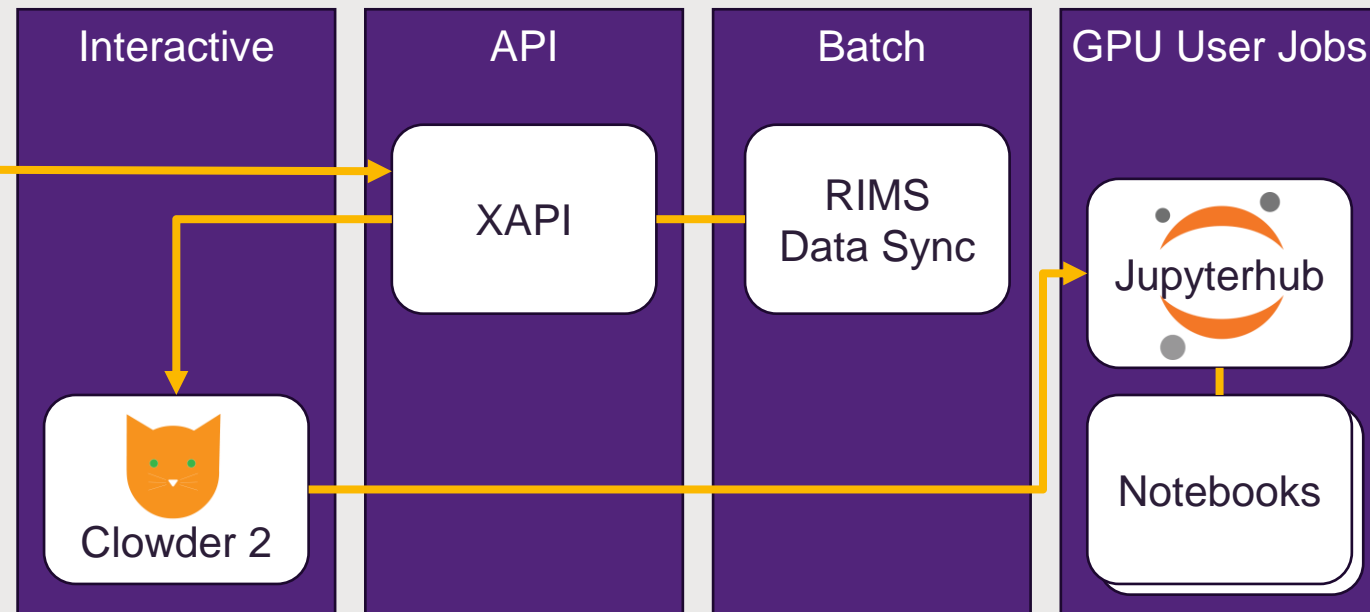 Interactive
API
Batch
GPU User Jobs
XAPI
RIMS
Data Sync
Jupyterhub
Clowder 2
Notebooks